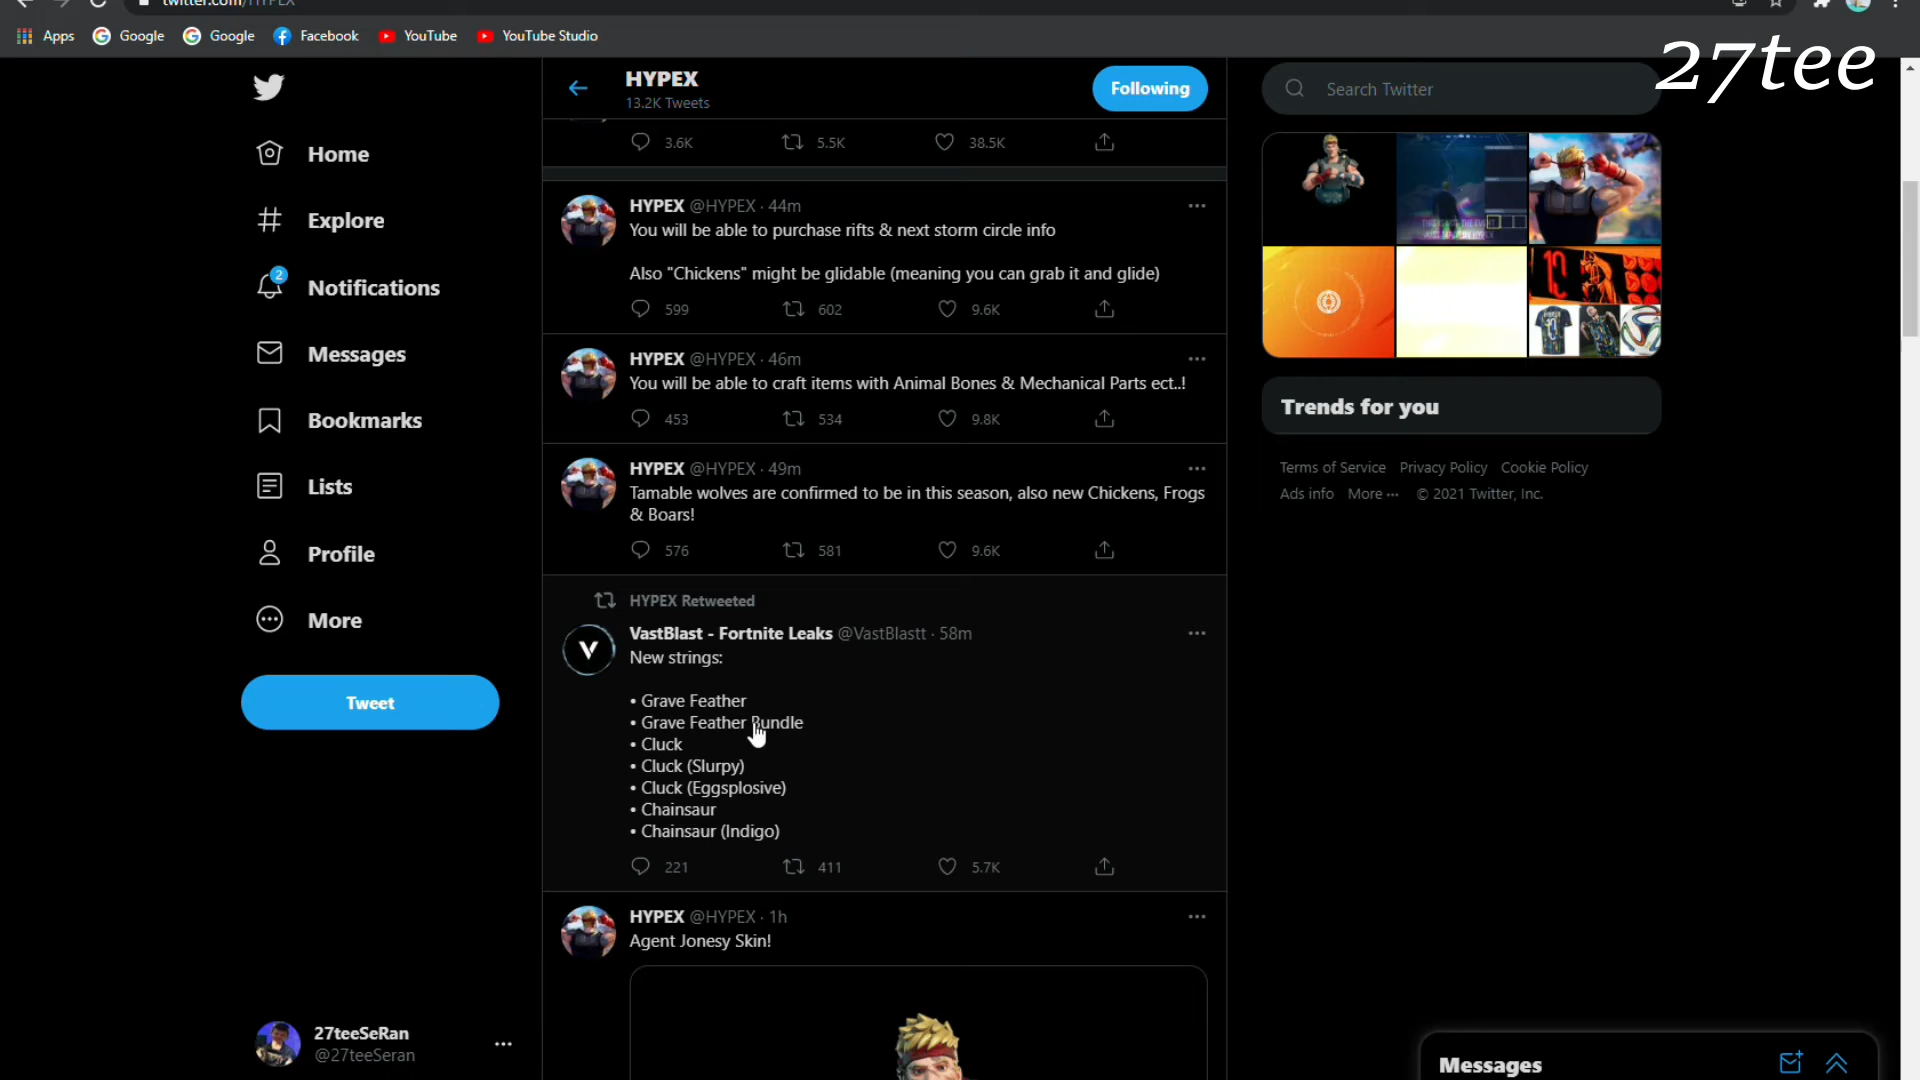 twitter.com/HYPEX
Apps
Google
Google
Facebook
YouTube
YouTube Studio
27tee
HYPEX
13.2K Tweets
Following
Search Twitter
Home
Explore
2
Notifications
Messages
Bookmarks
Lists
Profile
More
Tweet
27teeSeRan
@27teeSeran
3.6K 5.5K 38.5K
HYPEX @HYPEX · 44m
You will be able to purchase rifts & next storm circle info
Also "Chickens" might be glidable (meaning you can grab it and glide)
599 602 9.6K
HYPEX @HYPEX · 46m
You will be able to craft items with Animal Bones & Mechanical Parts ect..!
453 534 9.8K
HYPEX @HYPEX · 49m
Tamable wolves are confirmed to be in this season, also new Chickens, Frogs
& Boars!
576 581 9.6K
HYPEX Retweeted
VastBlast - Fortnite Leaks @VastBlastt · 58m
New strings:
• Grave Feather
• Grave Feather Bundle
• Cluck
• Cluck (Slurpy)
• Cluck (Eggsplosive)
• Chainsaur
• Chainsaur (Indigo)
221 411 5.7K
HYPEX @HYPEX · 1h
Agent Jonesy Skin!
Trends for you
Terms of Service Privacy Policy Cookie Policy
Ads info More ··· © 2021 Twitter, Inc.
Messages